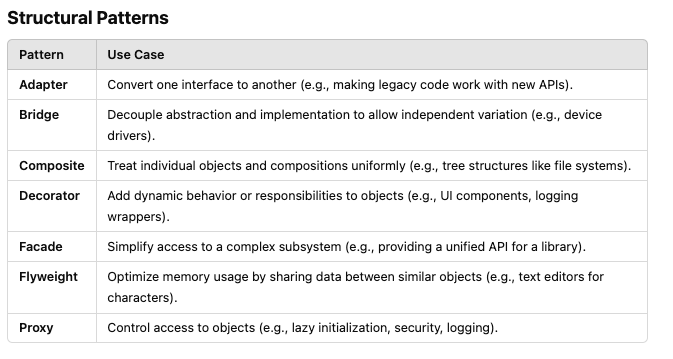 Structural Patterns
Pattern Use Case
Adapter Convert one interface to another (e.g., making legacy code work with new APIs).
Bridge Decouple abstraction and implementation to allow independent variation (e.g., device
drivers).
Composite Treat individual objects and compositions uniformly (e.g., tree structures like file systems).
Decorator Add dynamic behavior or responsibilities to objects (e.g., UI components, logging
wrappers).
Facade Simplify access to a complex subsystem (e.g., providing a unified API for a library).
Flyweight Optimize memory usage by sharing data between similar objects (e.g., text editors for
characters).
Proxy Control access to objects (e.g., lazy initialization, security, logging).